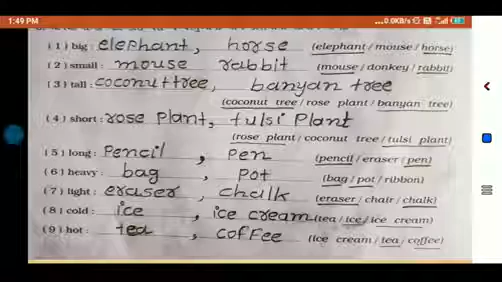 1:49 PM
...0.0KB/s
( 1 ) big : elephant, horse (elephant / mouse / horse)
( 2 ) small : mouse rabbit (mouse / donkey / rabbit)
( 3 ) tall : coconut tree, banyan tree
(coconut tree / rose plant / banyan tree)
( 4 ) short : rose plant, tulsi Plant
(rose plant / coconut tree / tulsi plant)
( 5 ) long : Pencil , Pen (pencil / eraser / pen)
( 6 ) heavy : bag , Pot (bag / pot / ribbon)
( 7 ) light : eraser , chalk (eraser / chair / chalk)
( 8 ) cold : ice , ice cream (tea / ice / ice cream)
( 9 ) hot : tea , coffee (ice cream / tea / coffee)